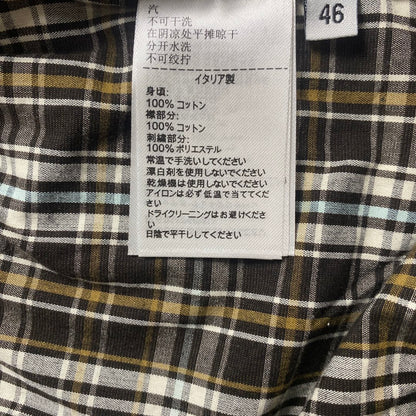 汽
不可干洗
在阴凉处平摊晾干
分开水洗
不可绞拧
46
イタリア製
身頃:
100% コットン
襟部分:
100% コットン
刺繍部分:
100% ポリエステル
常温で手洗いしてください
漂白剤を使用しないでください
乾燥機は使用しないでください
アイロンは必ず低温で当ててくだ
さい
ドライクリーニングはお避けくださ
い
日陰で平干ししてください